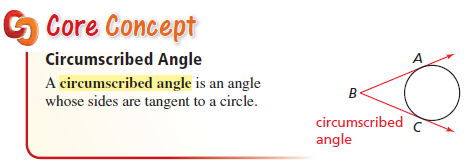 Core Concept
Circumscribed Angle
A circumscribed angle is an angle
whose sides are tangent to a circle.
A
B
circumscribed
C
angle